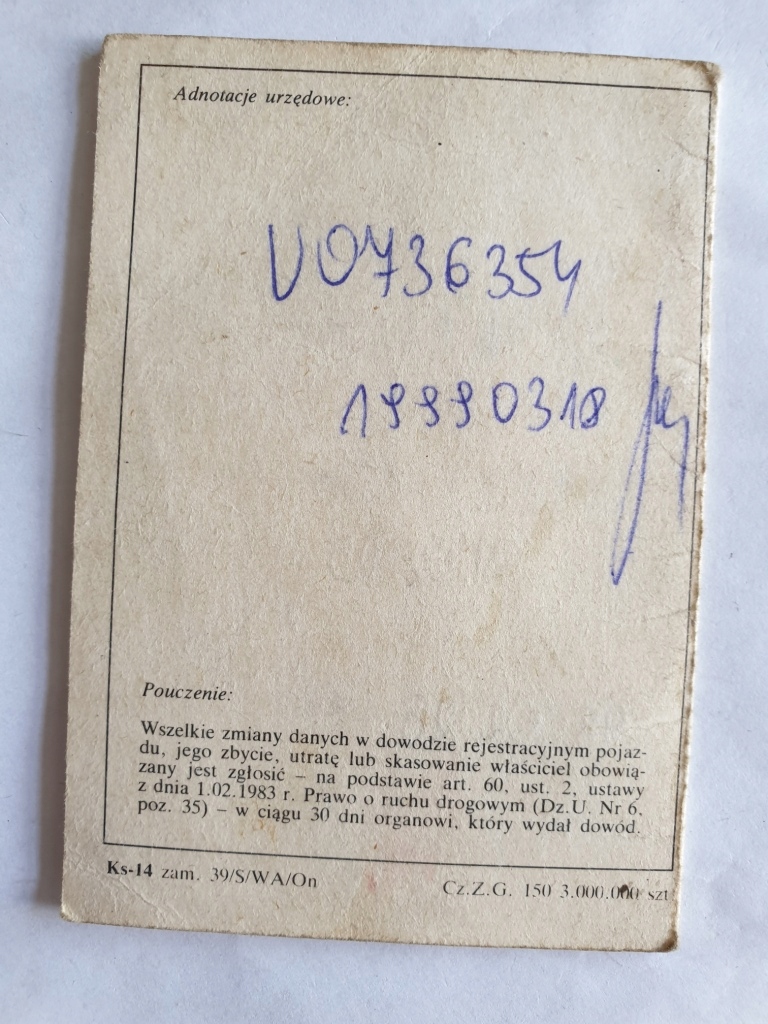 Adnotacje urzędowe:
V0736354
19990318
Pouczenie:
Wszelkie zmiany danych w dowodzie rejestracyjnym pojaz-
du, jego zbycie, utratę lub skasowanie właściciel obowią-
zany jest zgłosić – na podstawie art. 60, ust. 2, ustawy
z dnia 1.02.1983 r. Prawo o ruchu drogowym (Dz.U. Nr 6,
poz. 35) – w ciągu 30 dni organowi, który wydał dowód.
Ks-14 zam. 39/S/WA/On
Cz.Z.G. 150 3.000.000 szt